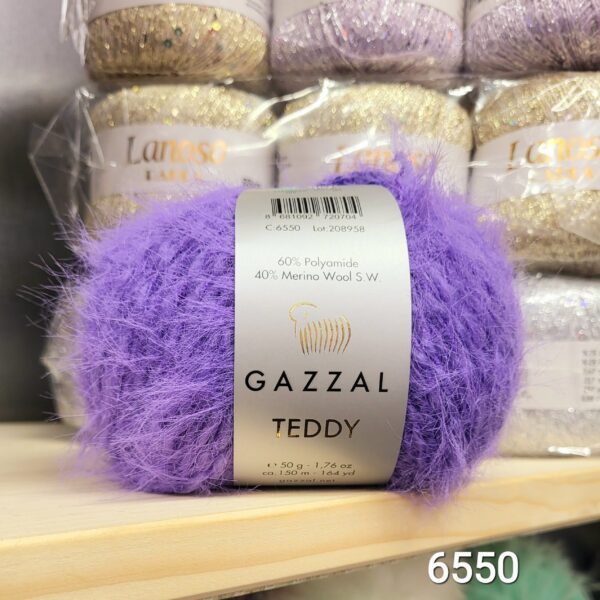 Lanoso
Lanoso
8 681092 720704
C:6550 Lot:208958
60% Polyamide
40% Merino Wool S.W.
GAZZAL
TEDDY
℮ 50 g - 1,76 oz
ca.150 m - 164 yd
gazzal.net
6550